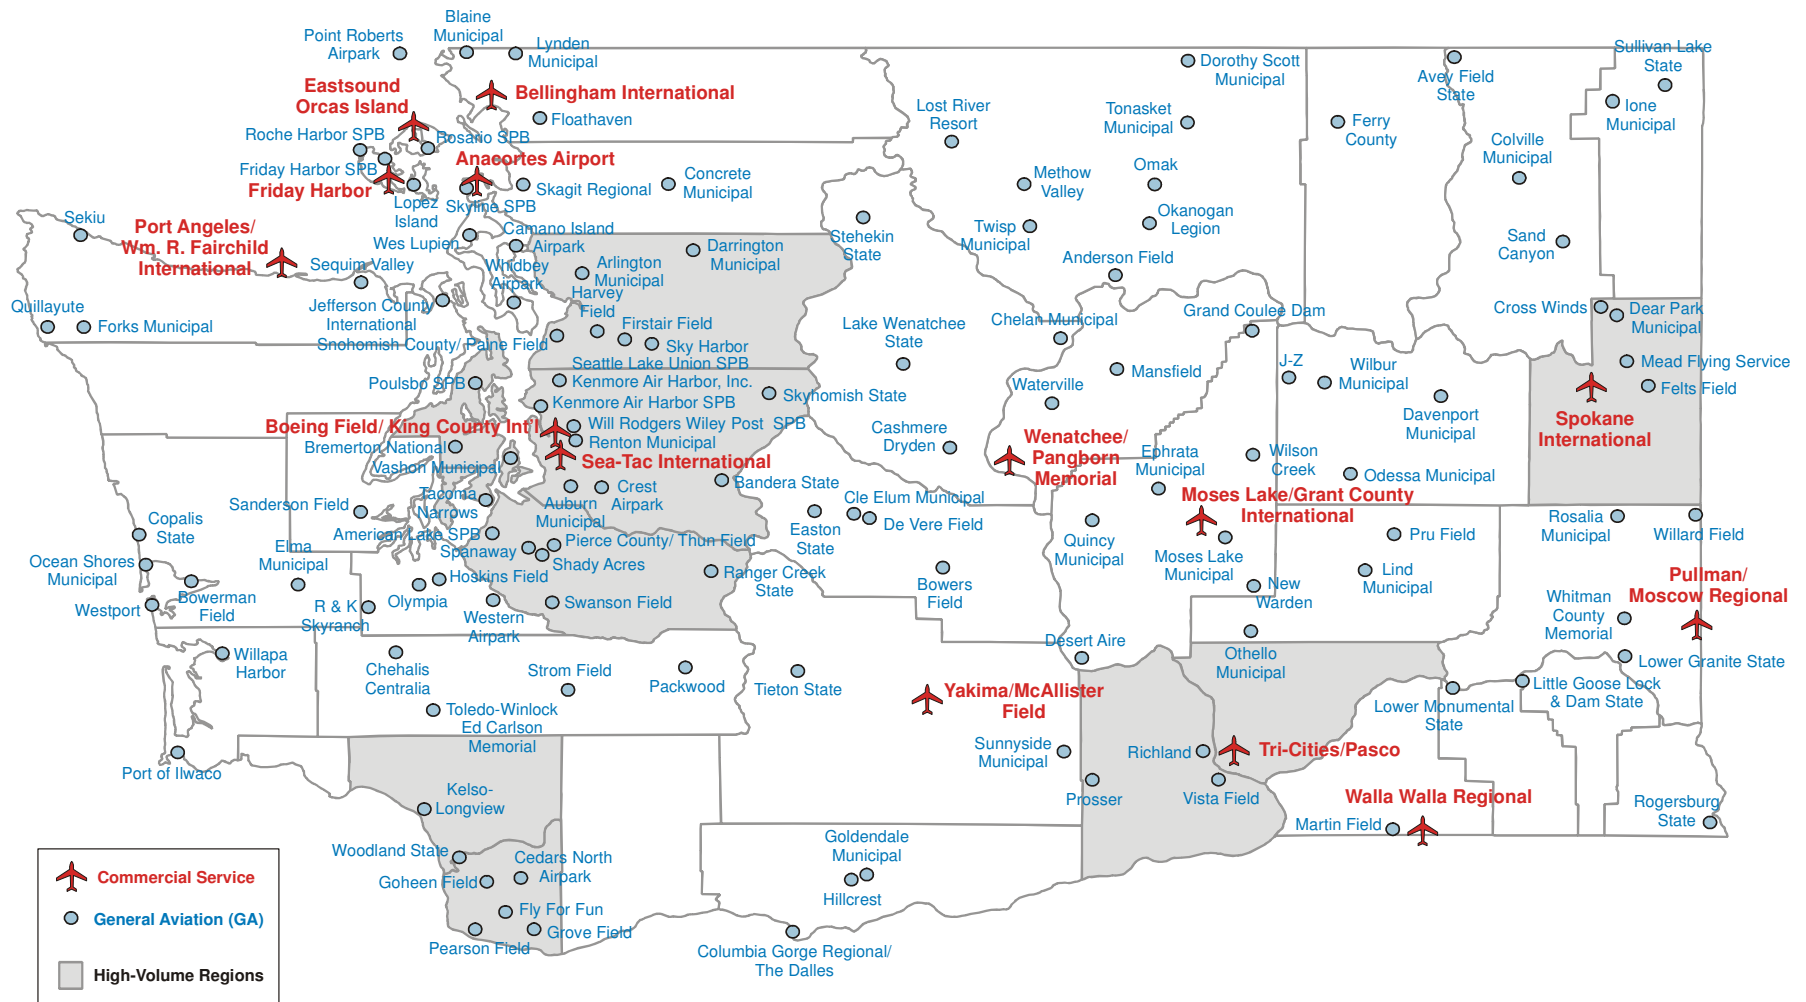 Blaine
Municipal
Point Roberts
Airpark
Lynden
Municipal
Sullivan Lake
State
Dorothy Scott
Municipal
Avey Field
State
Eastsound
Orcas Island
Bellingham International
Floathaven
Lost River
Resort
Tonasket
Municipal
Ferry
County
Ione
Municipal
Colville
Municipal
Roche Harbor SPB
Rosario SPB
Friday Harbor SPB
Anacortes Airport
Friday Harbor
Skagit Regional
Concrete
Municipal
Methow
Valley
Omak
Lopez
Island
Skyline SPB
Sekiu
Port Angeles/
Wm. R. Fairchild
International
Wes Lupien
Camano Island
Airpark
Darrington
Municipal
Stehekin
State
Twisp
Municipal
Okanogan
Legion
Sand
Canyon
Sequim Valley
Whidbey
Airpark
Arlington
Municipal
Anderson Field
Quillayute
Forks Municipal
Jefferson County
International
Harvey
Field
Firstair Field
Sky Harbor
Snohomish County/ Paine Field
Lake Wenatchee
State
Chelan Municipal
Grand Coulee Dam
Cross Winds
Dear Park
Municipal
Seattle Lake Union SPB
Poulsbo SPB
Kenmore Air Harbor, Inc.
Kenmore Air Harbor SPB
Skyhomish State
Waterville
Mansfield
J-Z
Wilbur
Municipal
Mead Flying Service
Felts Field
Davenport
Municipal
Spokane
International
Boeing Field/ King County Int'l
Will Rodgers Wiley Post SPB
Renton Municipal
Bremerton National
Vashon Municipal
Sea-Tac International
Cashmere
Dryden
Wenatchee/
Pangborn
Memorial
Ephrata
Municipal
Wilson
Creek
Odessa Municipal
Bandera State
Sanderson Field
Tacoma
Narrows
Crest
Airpark
Auburn
Municipal
Cle Elum Municipal
De Vere Field
Easton
State
Moses Lake/Grant County
International
Copalis
State
American Lake SPB
Spanaway
Pierce County/ Thun Field
Shady Acres
Quincy
Municipal
Moses Lake
Municipal
Pru Field
Rosalia
Municipal
Willard Field
Elma
Municipal
Ocean Shores
Municipal
Bowerman
Field
Westport
R & K
Skyranch
Olympia
Hoskins Field
Western
Airpark
Swanson Field
Ranger Creek
State
Bowers
Field
New
Warden
Lind
Municipal
Pullman/
Moscow Regional
Whitman
County
Memorial
Desert Aire
Othello
Municipal
Lower Granite State
Willapa
Harbor
Chehalis
Centralia
Strom Field
Packwood
Tieton State
Yakima/McAllister
Field
Little Goose Lock
& Dam State
Lower Monumental
State
Toledo-Winlock
Ed Carlson
Memorial
Sunnyside
Municipal
Richland
Tri-Cities/Pasco
Port of Ilwaco
Prosser
Vista Field
Kelso-
Longview
Walla Walla Regional
Martin Field
Rogersburg
State
Woodland State
Cedars North
Airpark
Goheen Field
Goldendale
Municipal
Hillcrest
Fly For Fun
Grove Field
Pearson Field
Columbia Gorge Regional/
The Dalles
Commercial Service
General Aviation (GA)
High-Volume Regions